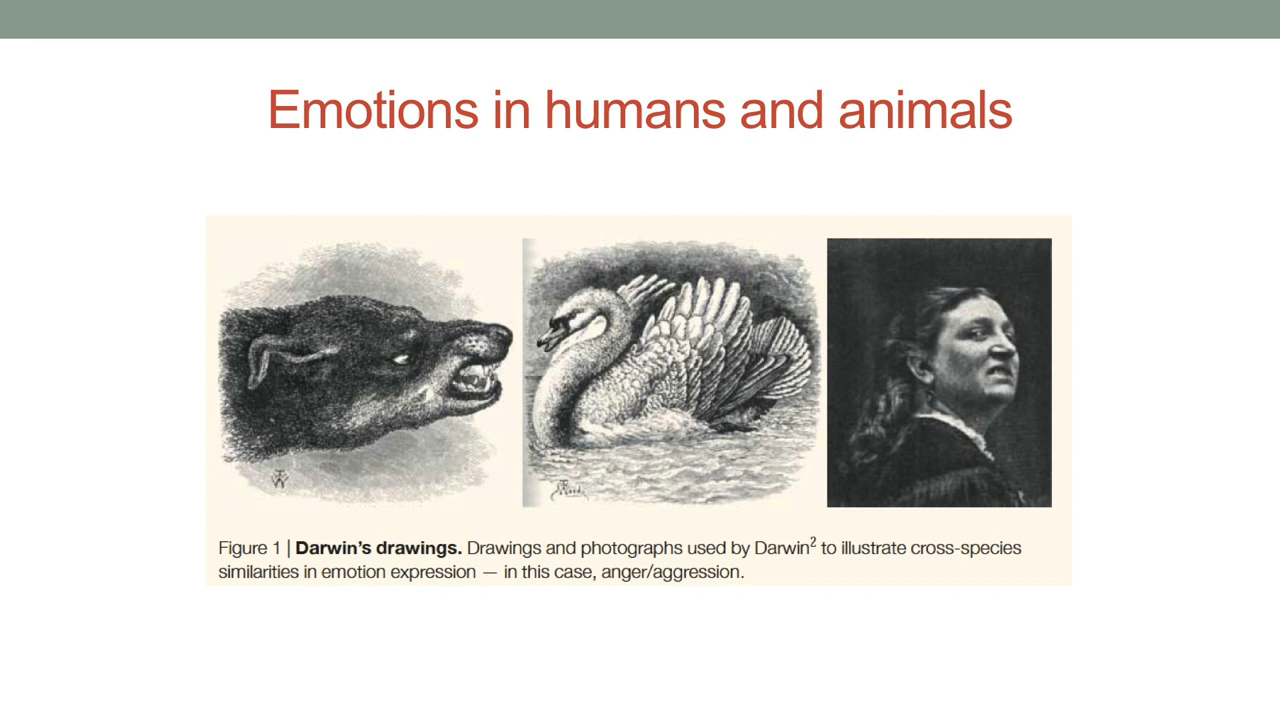 Emotions in humans and animals
Figure 1 | Darwin's drawings. Drawings and photographs used by Darwin2 to illustrate cross-species
similarities in emotion expression — in this case, anger/aggression.